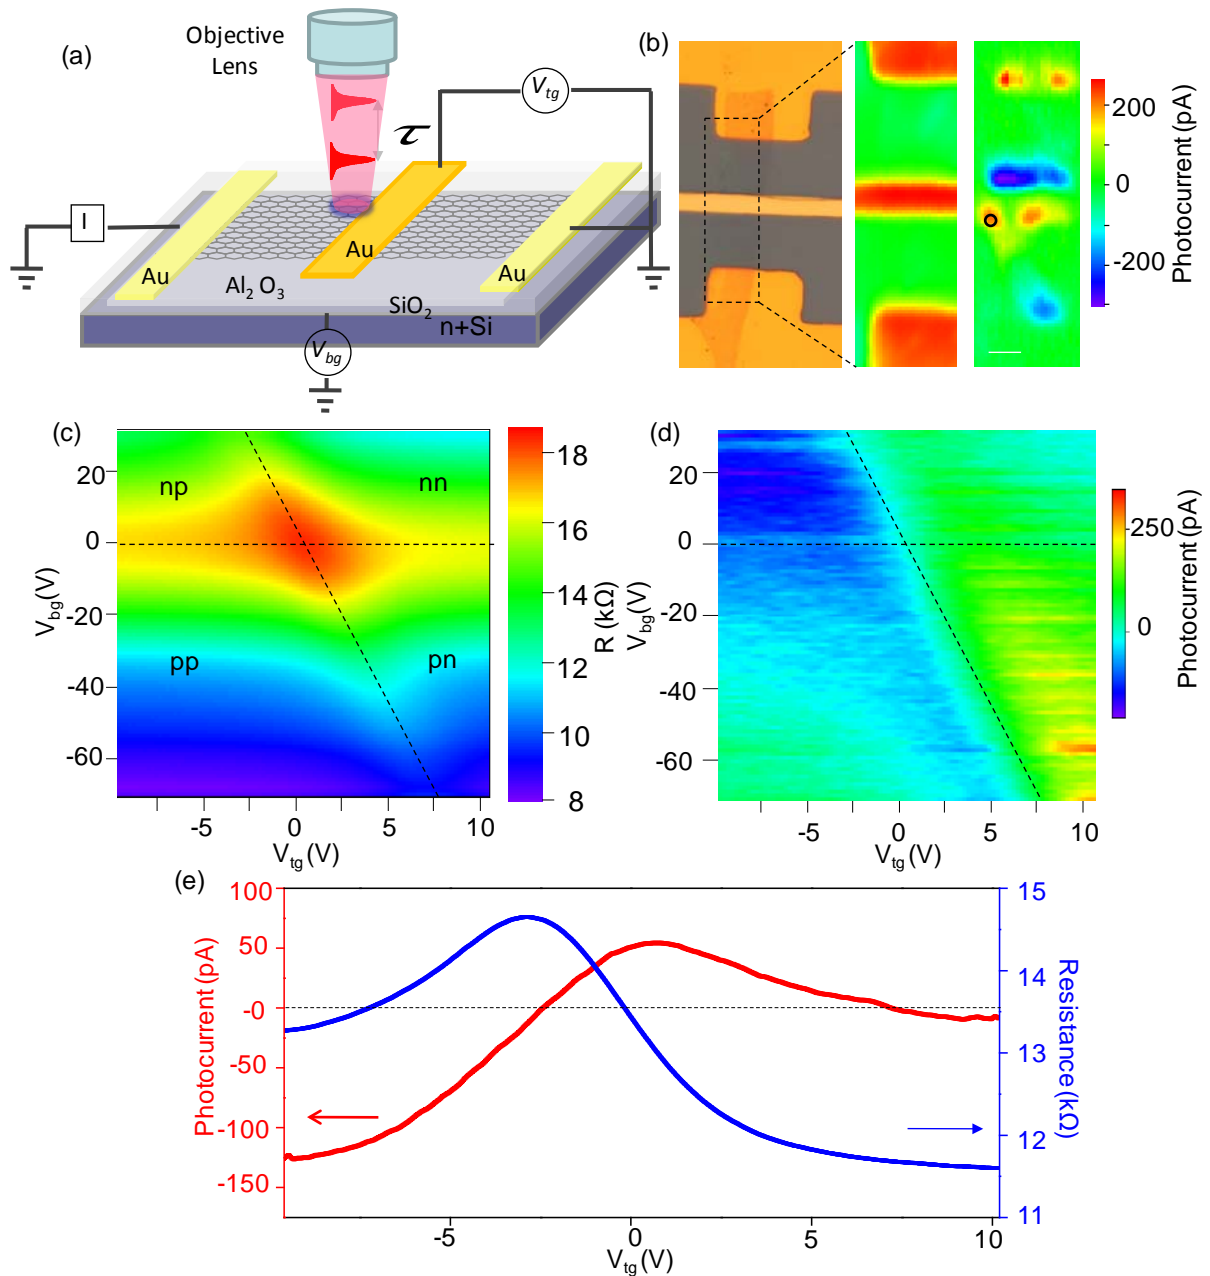 (a)
Objective
Lens
τ
V_tg
I
Au
Au
Au
Al₂O₃
SiO₂
n+Si
V_bg
(b)
200
0
-200
Photocurrent (pA)
(c)
np
nn
pp
pn
20
0
-20
-40
-60
V_bg(V)
-5
0
5
10
V_tg(V)
18
16
14
12
10
8
R (kΩ)
(d)
20
0
-20
-40
-60
V_bg(V)
-5
0
5
10
V_tg(V)
250
0
Photocurrent (pA)
(e)
100
50
-0
-50
-100
-150
Photocurrent (pA)
-5
0
5
10
V_tg(V)
15
14
13
12
11
Resistance (kΩ)